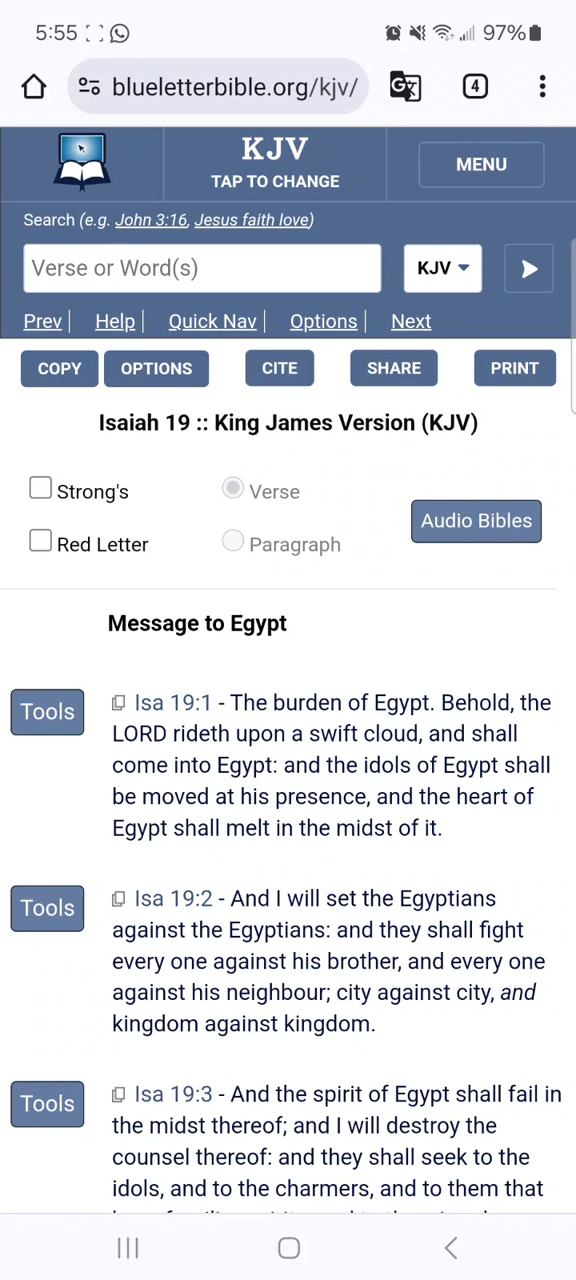 5:55 97%
blueletterbible.org/kjv/ 4
KJV
TAP TO CHANGE
MENU
Search (e.g. John 3:16, Jesus faith love)
Verse or Word(s) KJV
Prev | Help | Quick Nav | Options | Next
COPY OPTIONS CITE SHARE PRINT
Isaiah 19 :: King James Version (KJV)
Strong's Verse
Audio Bibles
Red Letter Paragraph
Message to Egypt
Tools Isa 19:1 - The burden of Egypt. Behold, the
LORD rideth upon a swift cloud, and shall
come into Egypt: and the idols of Egypt shall
be moved at his presence, and the heart of
Egypt shall melt in the midst of it.
Tools Isa 19:2 - And I will set the Egyptians
against the Egyptians: and they shall fight
every one against his brother, and every one
against his neighbour; city against city, and
kingdom against kingdom.
Tools Isa 19:3 - And the spirit of Egypt shall fail in
the midst thereof; and I will destroy the
counsel thereof: and they shall seek to the
idols, and to the charmers, and to them that